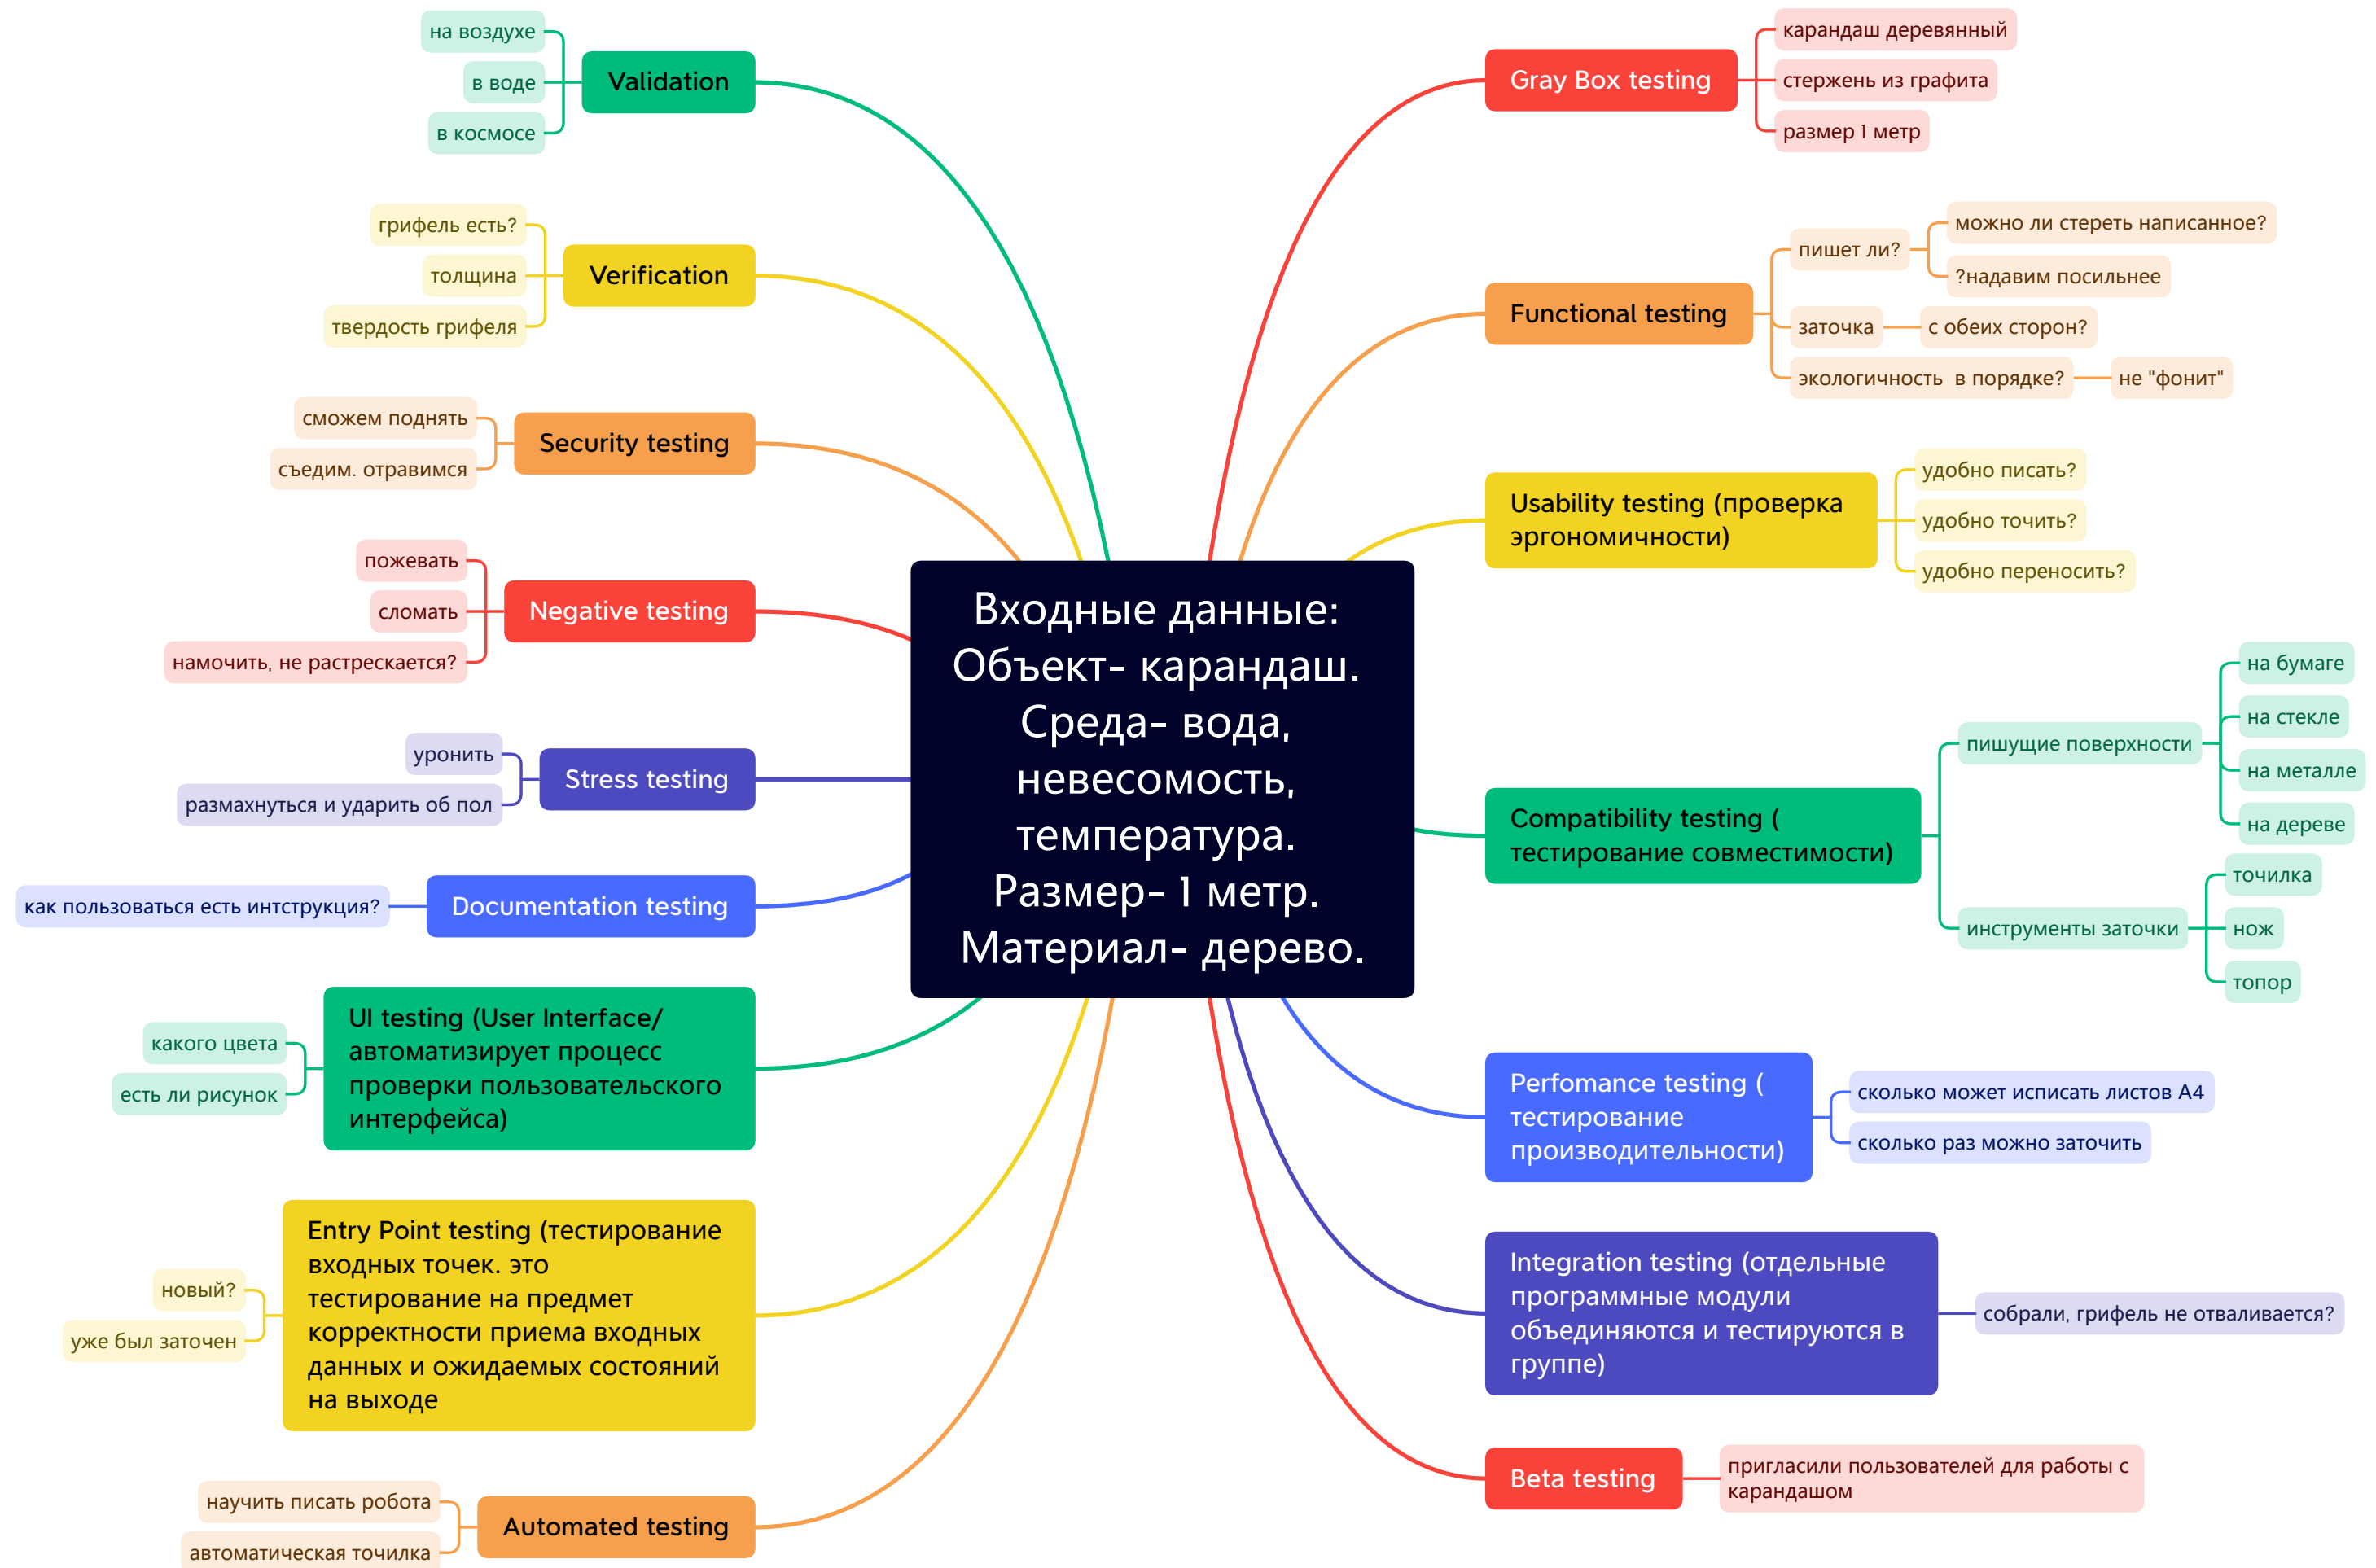 Входные данные:
Объект- карандаш.
Среда- вода,
невесомость,
температура.
Размер- 1 метр.
Материал- дерево.
Gray Box testing
карандаш деревянный
стержень из графита
размер 1 метр
Functional testing
пишет ли?
можно ли стереть написанное?
?надавим посильнее
заточка
с обеих сторон?
экологичность  в порядке?
не "фонит"
Usability testing (проверка
эргономичности)
удобно писать?
удобно точить?
удобно переносить?
Compatibility testing (
тестирование совместимости)
пишущие поверхности
на бумаге
на стекле
на металле
на дереве
инструменты заточки
точилка
нож
топор
Perfomance testing (
тестирование
производительности)
сколько может исписать листов А4
сколько раз можно заточить
Integration testing (отдельные
программные модули
объединяются и тестируются в
группе)
собрали, грифель не отваливается?
Beta testing
пригласили пользователей для работы с
карандашом
Validation
на воздухе
в воде
в космосе
Verification
грифель есть?
толщина
твердость грифеля
Security testing
сможем поднять
съедим. отравимся
Negative testing
пожевать
сломать
намочить, не растрескается?
Stress testing
уронить
размахнуться и ударить об пол
Documentation testing
как пользоваться есть интструкция?
UI testing (User Interface/
автоматизирует процесс
проверки пользовательского
интерфейса)
какого цвета
есть ли рисунок
Entry Point testing (тестирование
входных точек. это
тестирование на предмет
корректности приема входных
данных и ожидаемых состояний
на выходе
новый?
уже был заточен
Automated testing
научить писать робота
автоматическая точилка